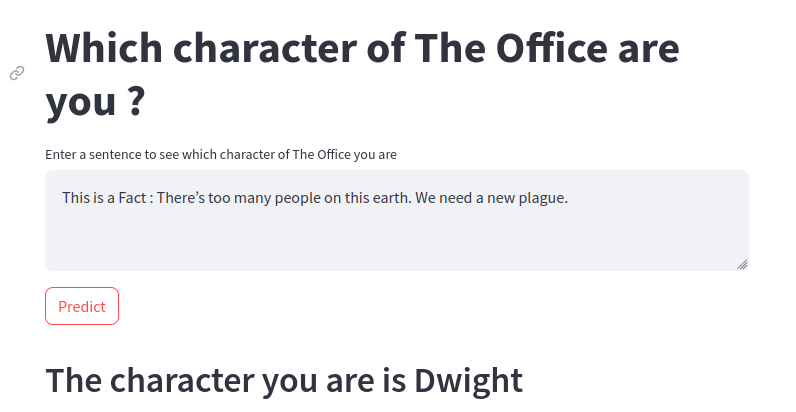 Which character of The Office are
you ?
Enter a sentence to see which character of The Office you are
This is a Fact : There’s too many people on this earth. We need a new plague.
Predict
The character you are is Dwight